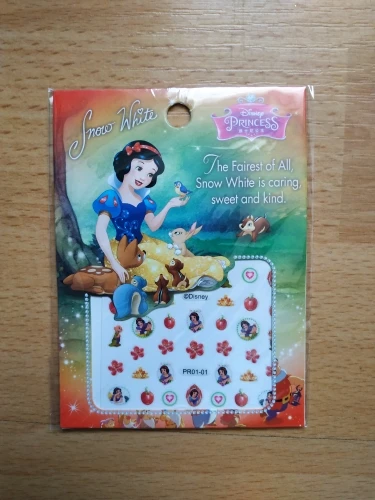 Snow White
Disney
PRINCESS
The Fairest of All,
Snow White is caring,
sweet and kind.
©Disney
PR01-01